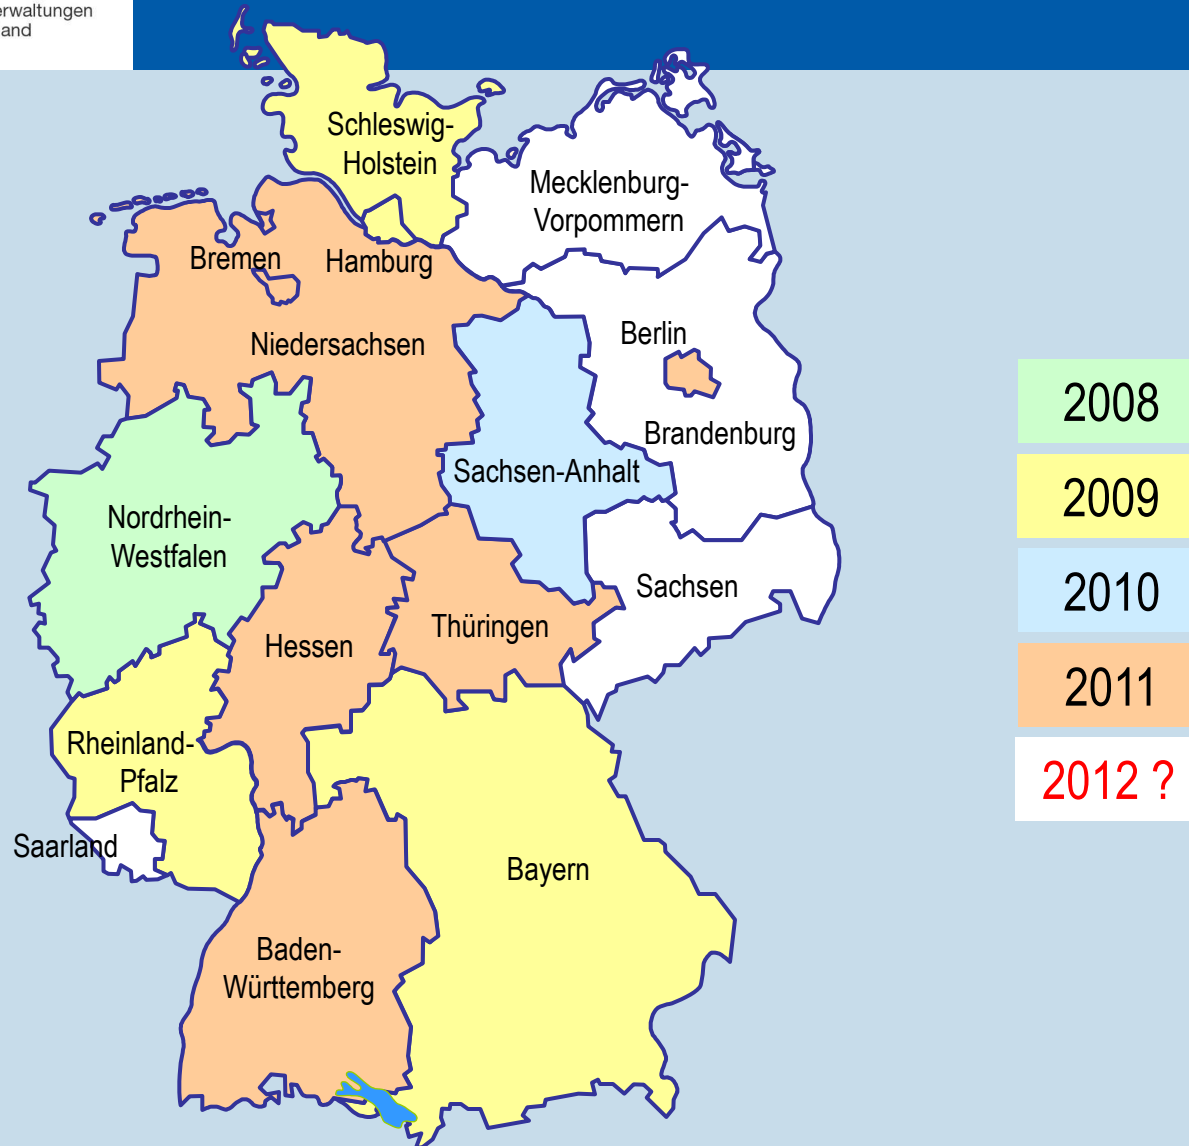 erwaltungen
and
Schleswig-
Holstein
Mecklenburg-
Vorpommern
Bremen
Hamburg
Niedersachsen
Berlin
Brandenburg
Sachsen-Anhalt
Nordrhein-
Westfalen
Sachsen
Thüringen
Hessen
Rheinland-
Pfalz
Saarland
Bayern
Baden-
Württemberg
2008
2009
2010
2011
2012 ?